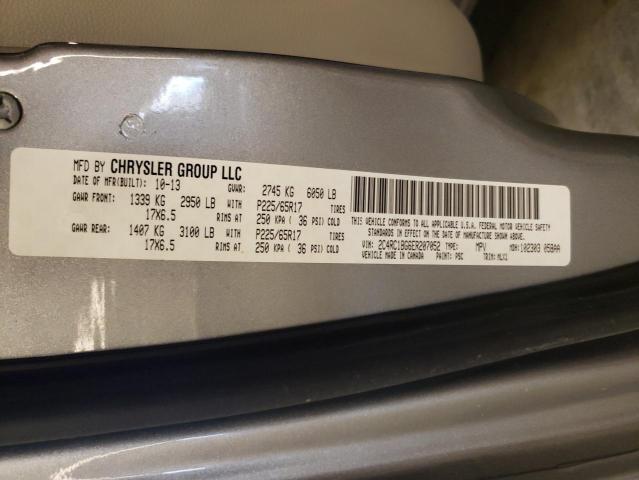 MFD BY CHRYSLER GROUP LLC
DATE OF MFR(BUILT): 10-13 GVWR: 2745 KG 6050 LB
GAWR FRONT: 1339 KG 2950 LB WITH P225/65R17 TIRES
17X6.5 RIMS AT 250 KPA ( 36 PSI) COLD
GAWR REAR: 1407 KG 3100 LB WITH P225/65R17 TIRES
17X6.5 RIMS AT 250 KPA ( 36 PSI) COLD
THIS VEHICLE CONFORMS TO ALL APPLICABLE U.S.A. FEDERAL MOTOR VEHICLE SAFETY
STANDARDS IN EFFECT ON THE DATE OF MANUFACTURE SHOWN ABOVE.
VIN: 2C4RC1BG6ER207052 TYPE: MPV MDH:102303 058AA
VEHICLE MADE IN CANADA PAINT: PSC TRIM: MLX1